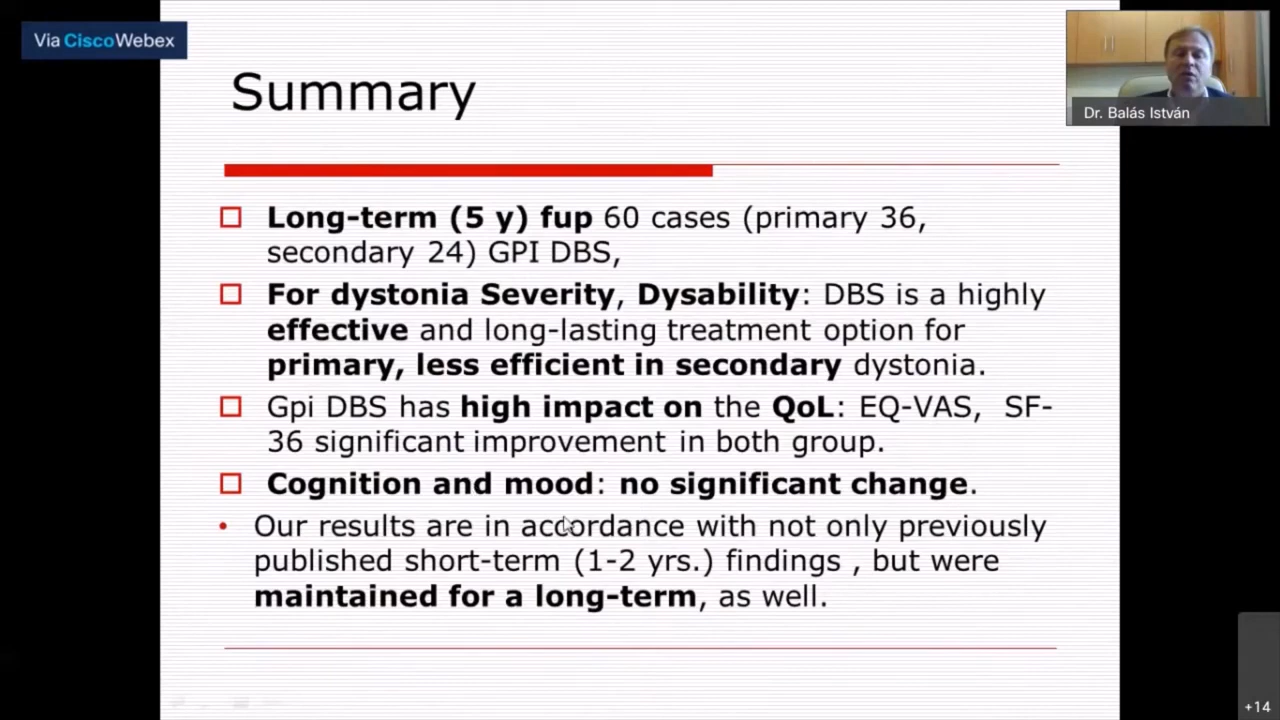 Via CiscoWebex
Dr. Balás István
Summary
Long-term (5 y) fup 60 cases (primary 36,
secondary 24) GPI DBS,
For dystonia Severity, Dysability: DBS is a highly
effective and long-lasting treatment option for
primary, less efficient in secondary dystonia.
Gpi DBS has high impact on the QoL: EQ-VAS, SF-
36 significant improvement in both group.
Cognition and mood: no significant change.
Our results are in accordance with not only previously
published short-term (1-2 yrs.) findings , but were
maintained for a long-term, as well.
+14